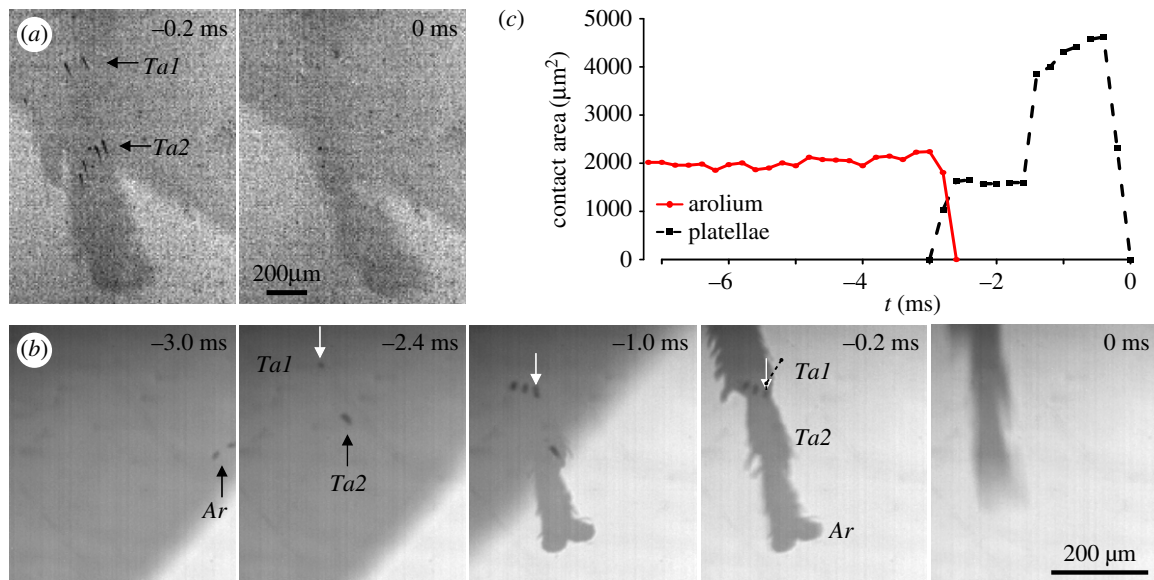 (a)
–0.2 ms
Ta1
Ta2
0 ms
200µm
(c)
contact area (µm²)
5000
4000
3000
2000
1000
0
arolium
platellae
–6
–4
–2
0
t (ms)
(b)
–3.0 ms
Ar
–2.4 ms
Ta1
Ta2
–1.0 ms
–0.2 ms
Ta1
Ta2
Ar
0 ms
200 µm